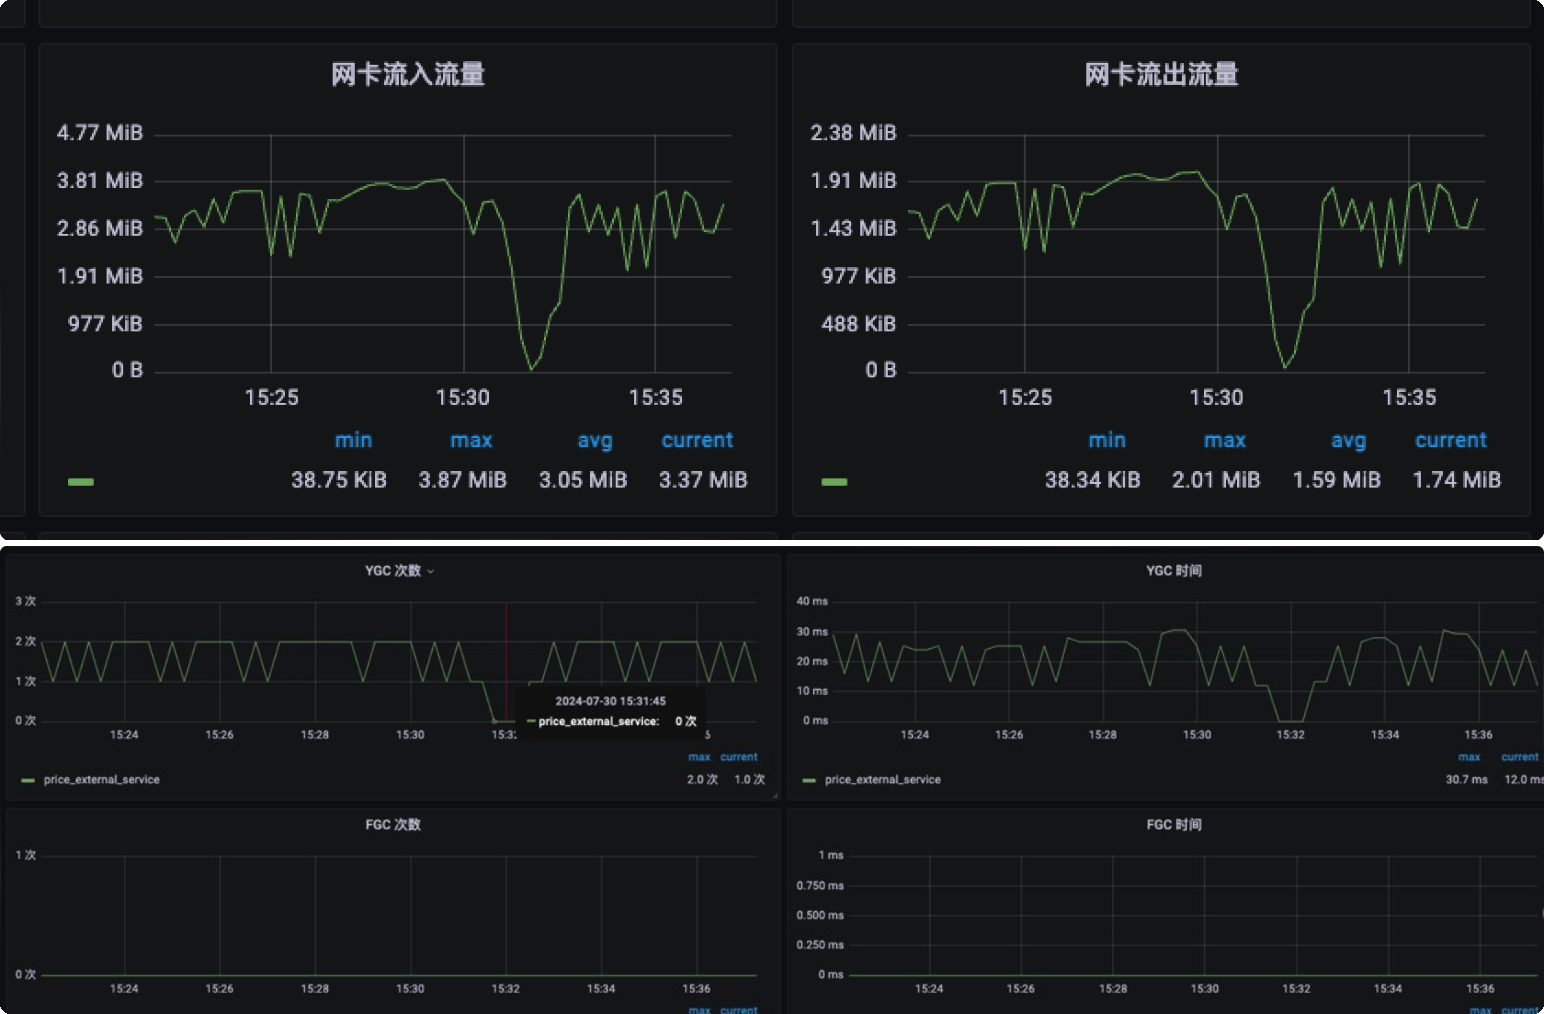 网卡流入流量
4.77 MiB
3.81 MiB
2.86 MiB
1.91 MiB
977 KiB
0 B
15:25 15:30 15:35
min max avg current
38.75 KiB 3.87 MiB 3.05 MiB 3.37 MiB
网卡流出流量
2.38 MiB
1.91 MiB
1.43 MiB
977 KiB
488 KiB
0 B
15:25 15:30 15:35
min max avg current
38.34 KiB 2.01 MiB 1.59 MiB 1.74 MiB
YGC 次数
3 次
2 次
1 次
0 次
2024-07-30 15:31:45
price_external_service: 0 次
15:24 15:26 15:28 15:30
max current
price_external_service 2.0 次 1.0 次
YGC 时间
40 ms
30 ms
20 ms
10 ms
0 ms
15:24 15:26 15:28 15:30 15:32 15:34 15:36
max current
price_external_service 30.7 ms 12.0 ms
FGC 次数
1 次
0 次
15:24 15:26 15:28 15:30 15:32 15:34 15:36
max current
FGC 时间
1 ms
0.750 ms
0.500 ms
0.250 ms
0 ms
15:24 15:26 15:28 15:30 15:32 15:34 15:36
max current